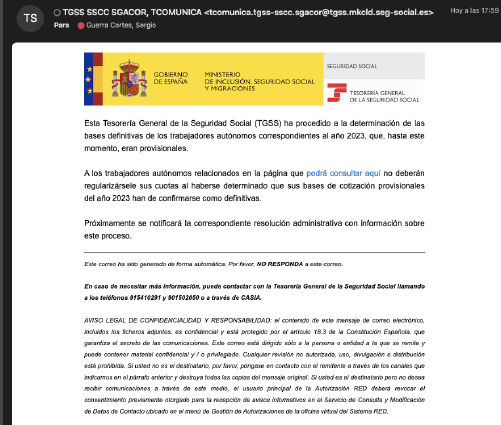 TS
TGSS SSCC SGACOR, TCOMUNICA <tcomunica.tgss-sscc.sgacor@tgss.mkcld.seg-social.es>
Hoy a las 17:59
Para Guerra Cortes, Sergio
GOBIERNO
DE ESPAÑA
MINISTERIO
DE INCLUSIÓN, SEGURIDAD SOCIAL
Y MIGRACIONES
SEGURIDAD SOCIAL
TESORERÍA GENERAL
DE LA SEGURIDAD SOCIAL
Esta Tesorería General de la Seguridad Social (TGSS) ha procedido a la determinación de las
bases definitivas de los trabajadores autónomos correspondientes al año 2023, que, hasta este
momento, eran provisionales.
A los trabajadores autónomos relacionados en la página que podrá consultar aquí no deberán
regularizársele sus cuotas al haberse determinado que sus bases de cotización provisionales
del año 2023 han de confirmarse como definitivas.
Próximamente se notificará la correspondiente resolución administrativa con información sobre
este proceso.
Este correo ha sido generado de forma automática. Por favor, NO RESPONDA a este correo.
En caso de necesitar más información, puede contactar con la Tesorería General de la Seguridad Social llamando
a los teléfonos 915410291 y 901502050 o a través de CASIA.
AVISO LEGAL DE CONFIDENCIALIDAD Y RESPONSABILIDAD: el contenido de este mensaje de correo electrónico,
incluidos los ficheros adjuntos, es confidencial y está protegido por el artículo 18.3 de la Constitución Española, que
garantiza el secreto de las comunicaciones. Este correo está dirigido sólo a la persona o entidad a la que se remite y
puede contener material confidencial y / o privilegiado. Cualquier revisión no autorizada, uso, divulgación o distribución
está prohibida. Si usted no es el destinatario, por favor, póngase en contacto con el remitente a través de los canales que
indicamos en el párrafo anterior y destruya todas las copias del mensaje original. Si usted es el destinatario pero no desea
recibir comunicaciones a través de este medio, el usuario principal de la Autorización RED deberá revocar el
consentimiento previamente otorgado para la recepción de avisos informativos en el Servicio de Consulta y Modificación
de Datos de Contacto ubicado en el menú de Gestión de Autorizaciones de la oficina virtual del Sistema RED.